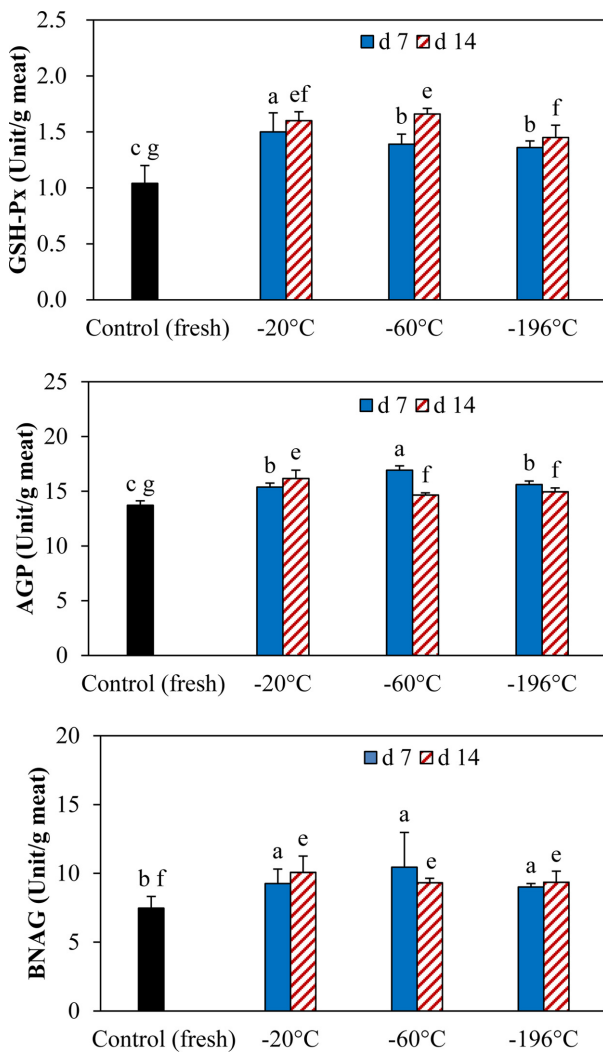 2.5
d 7 d 14
2.0
a ef e
b b f
1.5
c g
1.0
0.5
0.0
GSH-Px (Unit/g meat)
Control (fresh) -20°C -60°C -196°C
25
d 7 d 14
20
a
b e f b f
15
c g
10
5
0
AGP (Unit/g meat)
Control (fresh) -20°C -60°C -196°C
20
d 7 d 14
15
a
a e e a e
10
b f
5
0
BNAG (Unit/g meat)
Control (fresh) -20°C -60°C -196°C